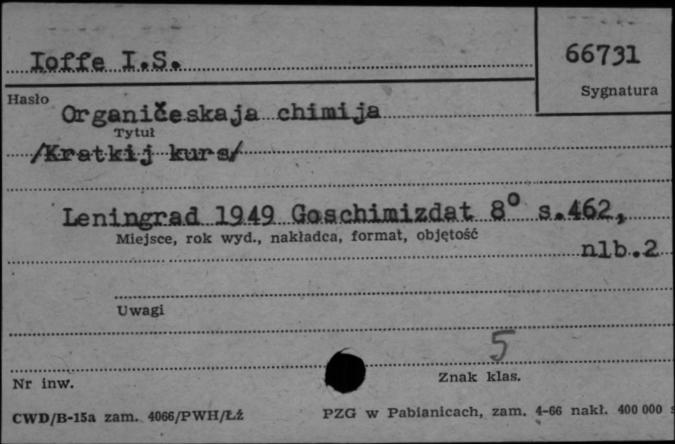 Ioffe I.S.
66731
Hasło
Sygnatura
Organičeskaja chimija
Tytuł
/Kratkij kurs/
Leningrad 1949 Goschimizdat 8° s.462,
Miejsce, rok wyd., nakładca, format, objętość
nlb.2
Uwagi
5
Nr inw.
Znak klas.
CWD/B-15a zam. 4066/PWH/Łź
PZG w Pabianicach, zam. 4-66 nakł. 400 000 s